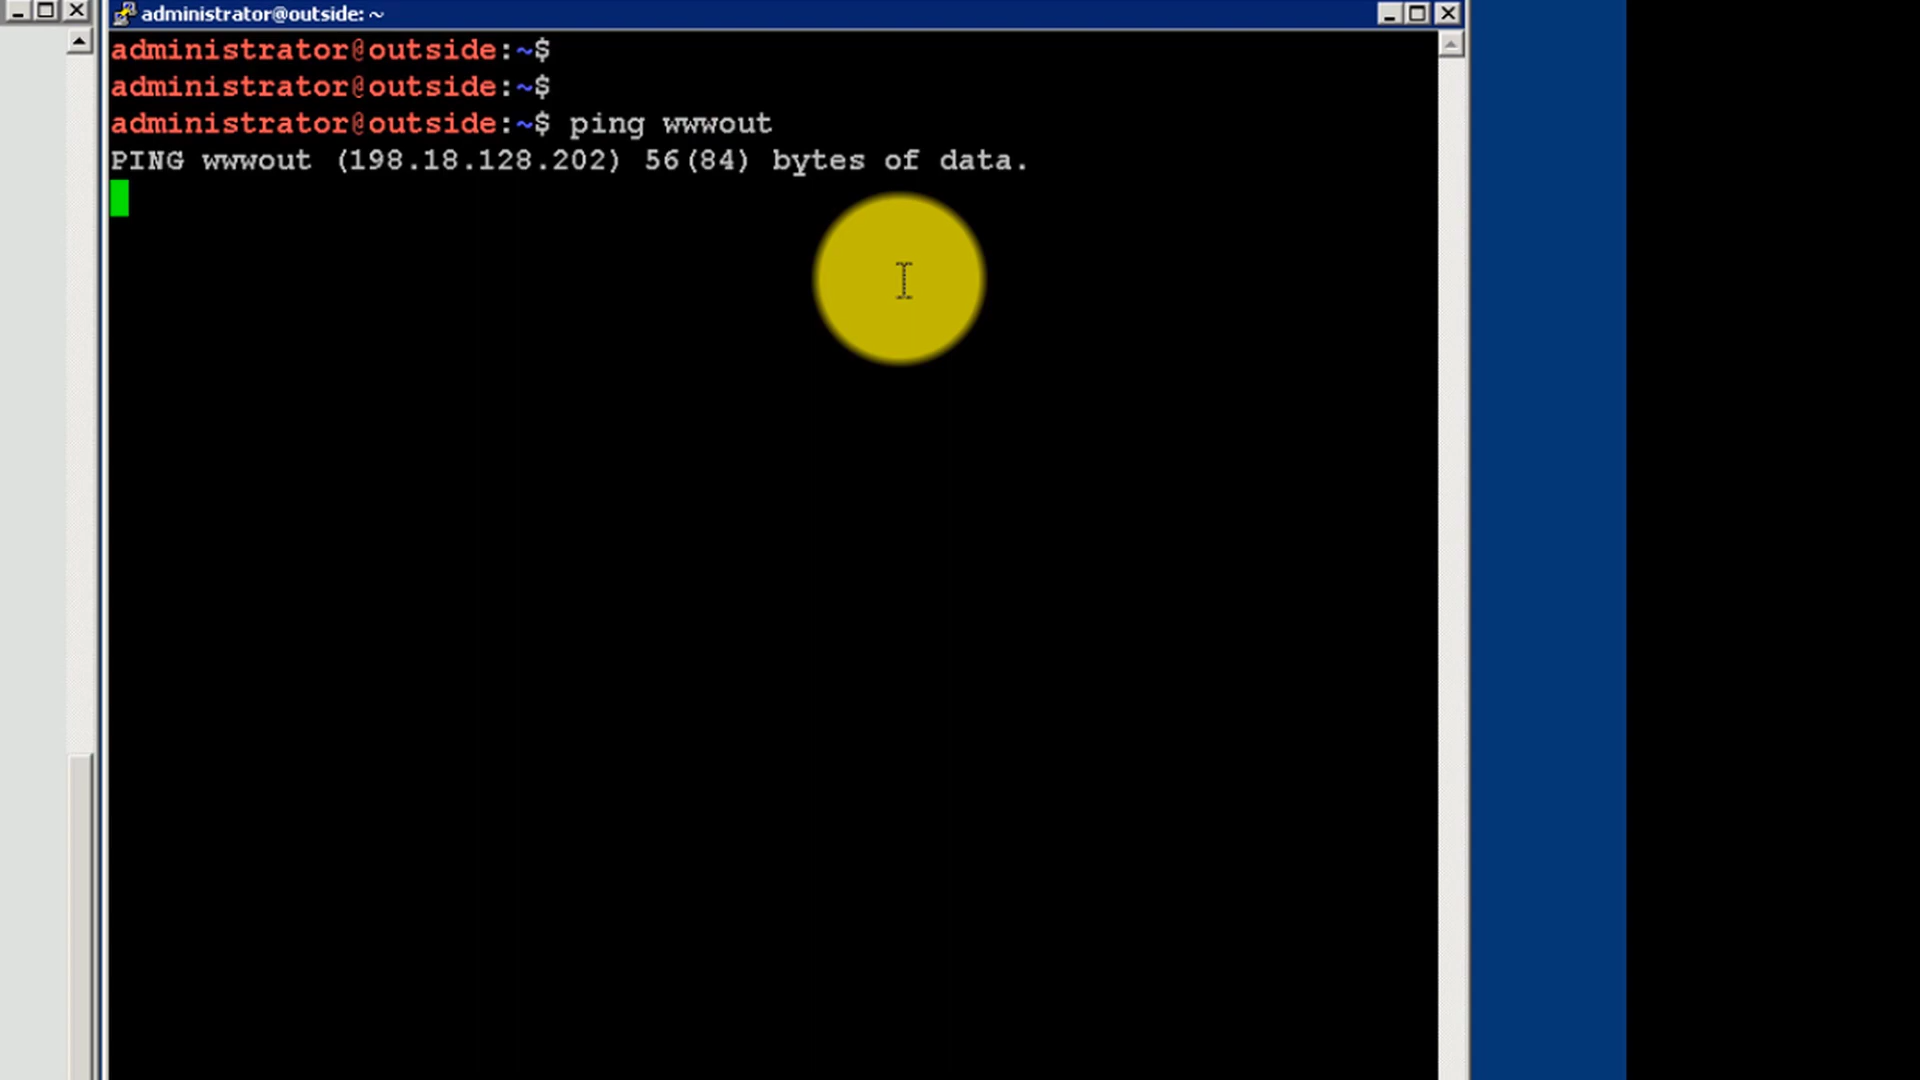 administrator@outside: ~
administrator@outside:~$
administrator@outside:~$
administrator@outside:~$ ping wwwout
PING wwwout (198.18.128.202) 56(84) bytes of data.